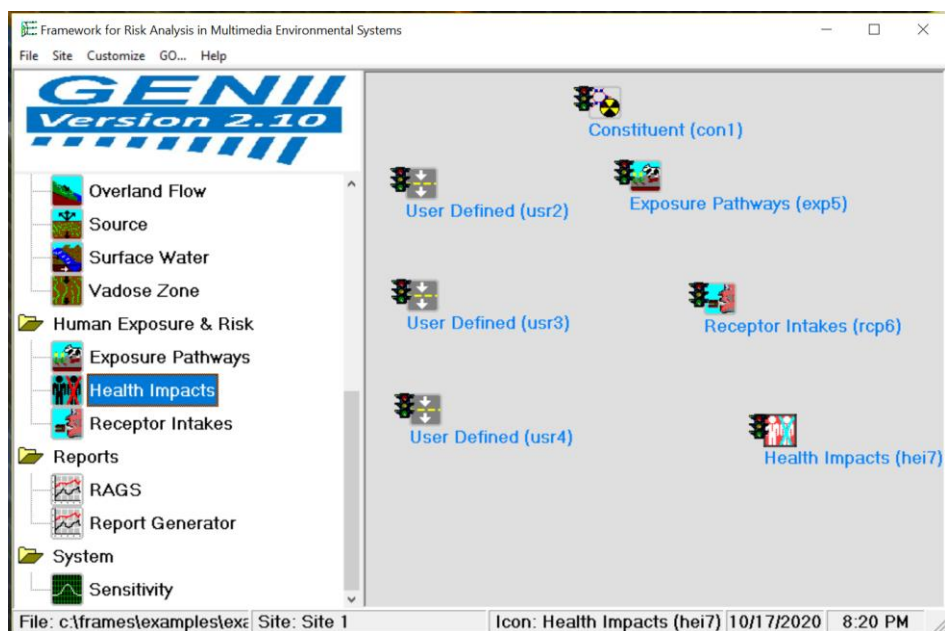 Framework for Risk Analysis in Multimedia Environmental Systems
File Site Customize GO... Help
GENII
Version 2.10
Overland Flow
Source
Surface Water
Vadose Zone
Human Exposure & Risk
Exposure Pathways
Health Impacts
Receptor Intakes
Reports
RAGS
Report Generator
System
Sensitivity
Constituent (con1)
User Defined (usr2)
Exposure Pathways (exp5)
User Defined (usr3)
Receptor Intakes (rcp6)
User Defined (usr4)
Health Impacts (hei7)
File: c:\frames\examples\exa Site: Site 1 Icon: Health Impacts (hei7) 10/17/2020 8:20 PM